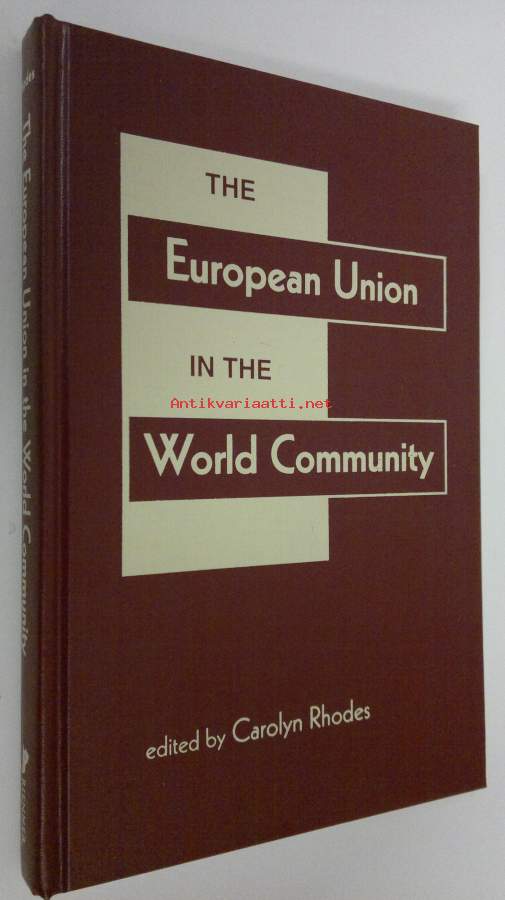 THE
European Union
IN THE
Antikvariaatti.net
World Community
edited by Carolyn Rhodes
The European Union in the World Community